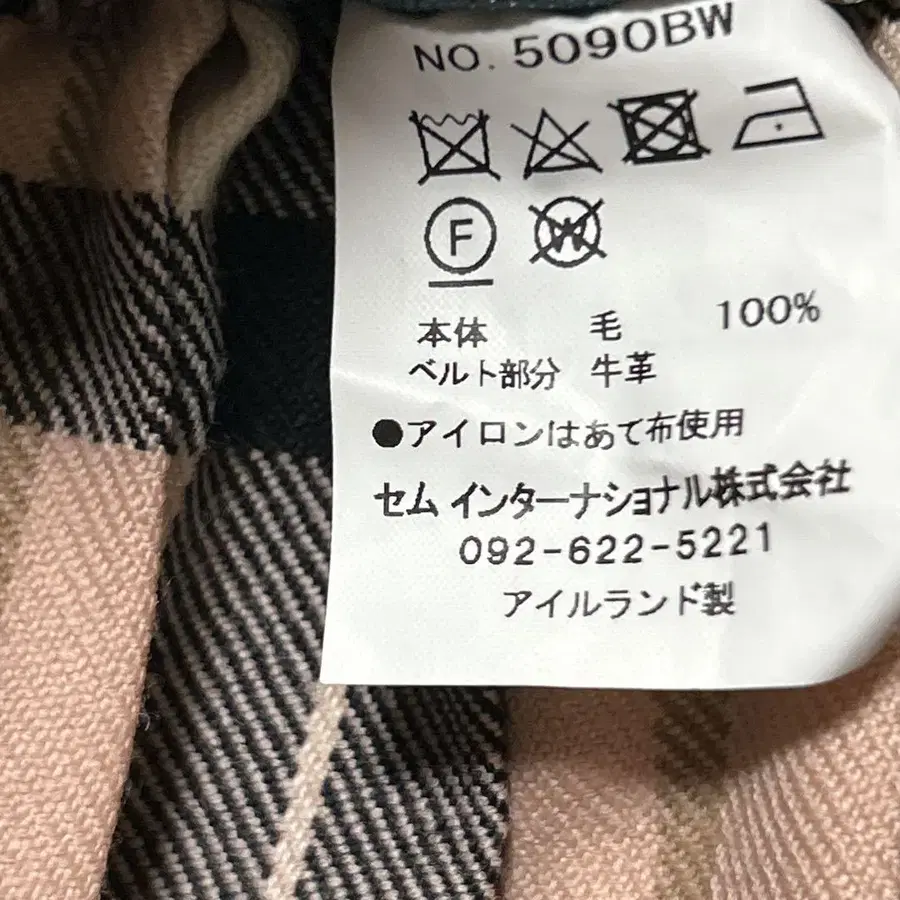 NO. 5090BW
F W
本体 毛 100%
ベルト部分 牛革
●アイロンはあて布使用
セム インターナショナル株式会社
092-622-5221
アイルランド製